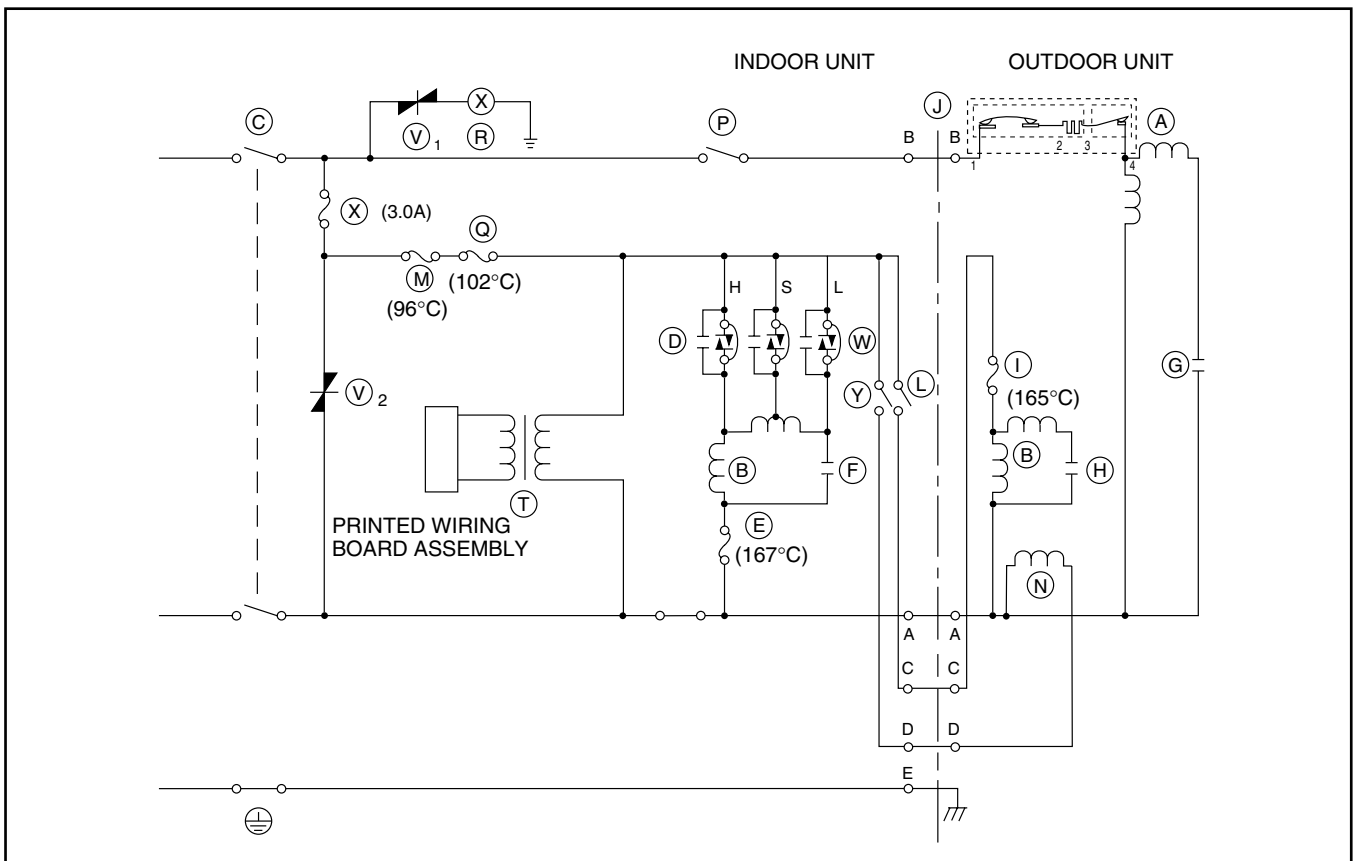 INDOOR UNIT
OUTDOOR UNIT
C
X
V 1
R
P
J
B
B
1
2
3
4
A
X (3.0A)
Q
(102°C)
M
(96°C)
H
S
L
D
W
V 2
Y
L
I
(165°C)
G
B
F
B
H
T
PRINTED WIRING
BOARD ASSEMBLY
E
(167°C)
N
A
A
C
C
D
D
E